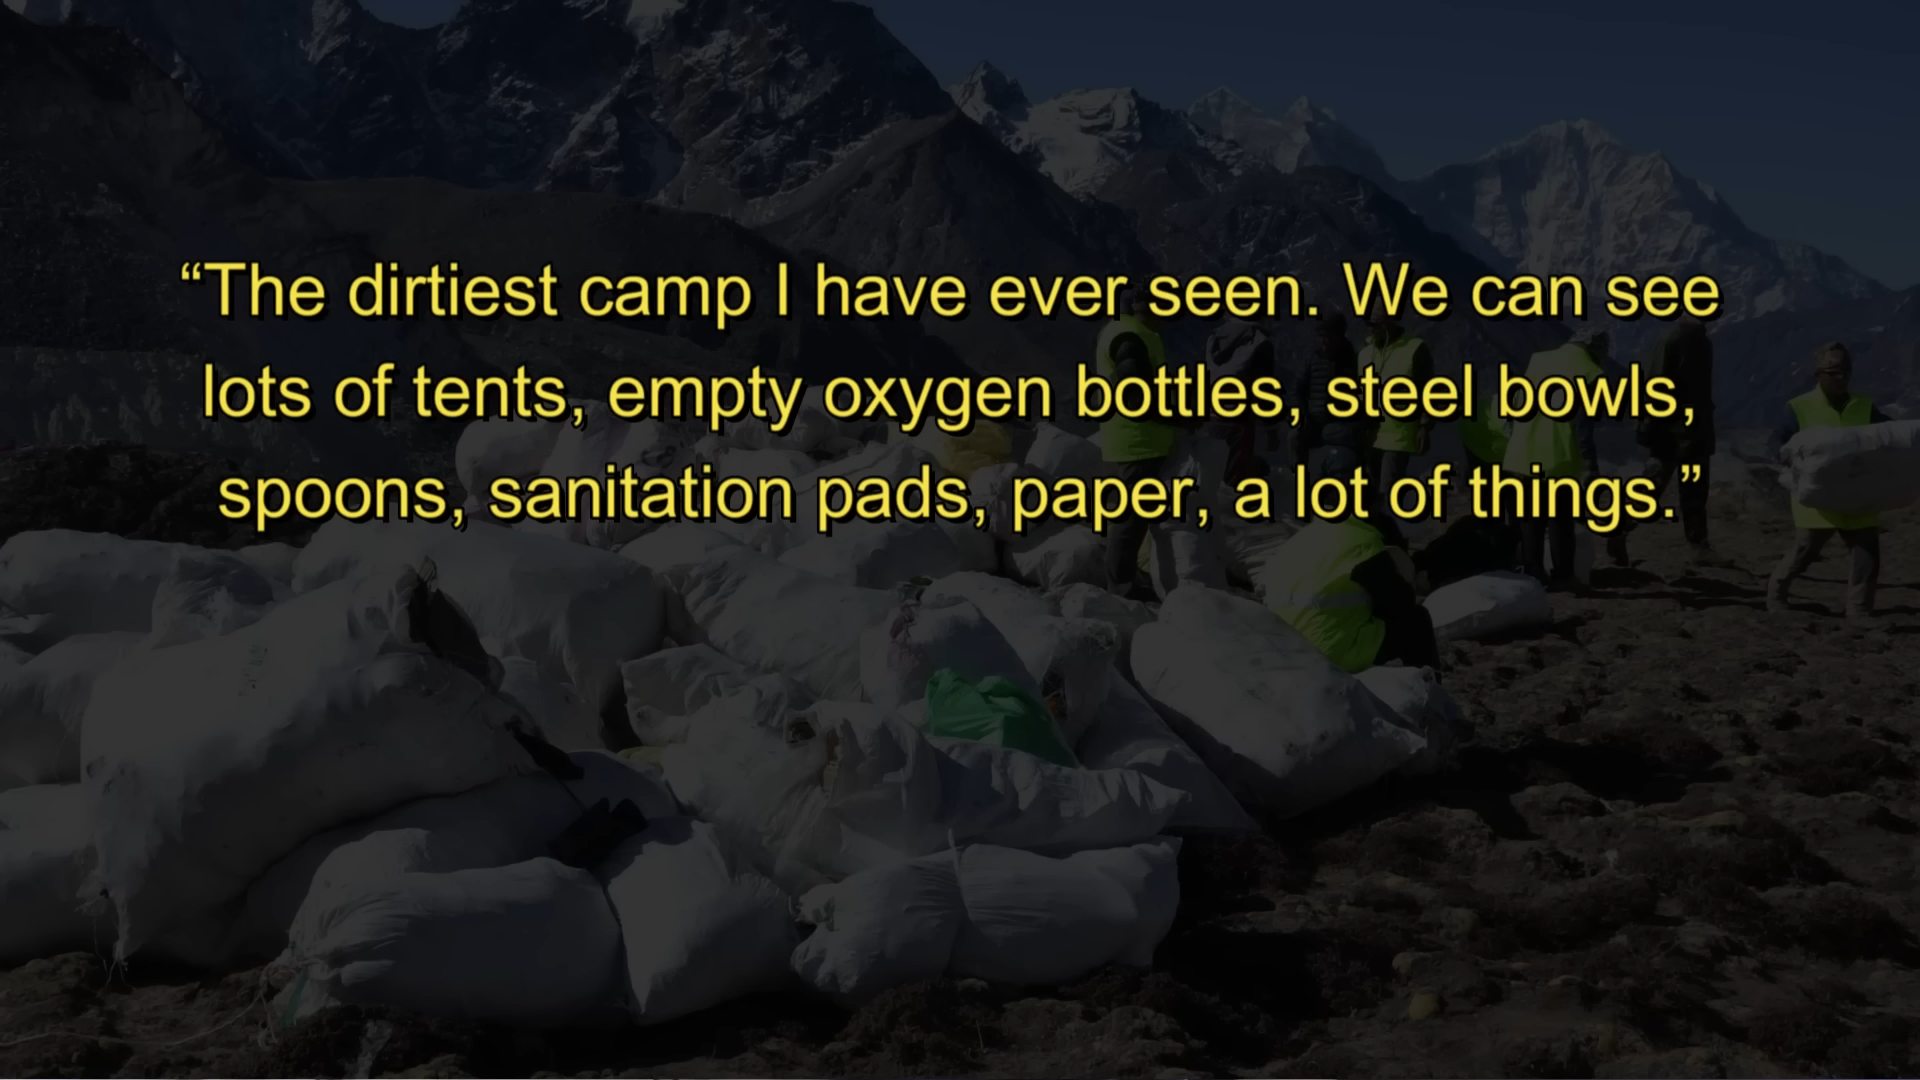 “The dirtiest camp I have ever seen. We can see
lots of tents, empty oxygen bottles, steel bowls,
spoons, sanitation pads, paper, a lot of things.”